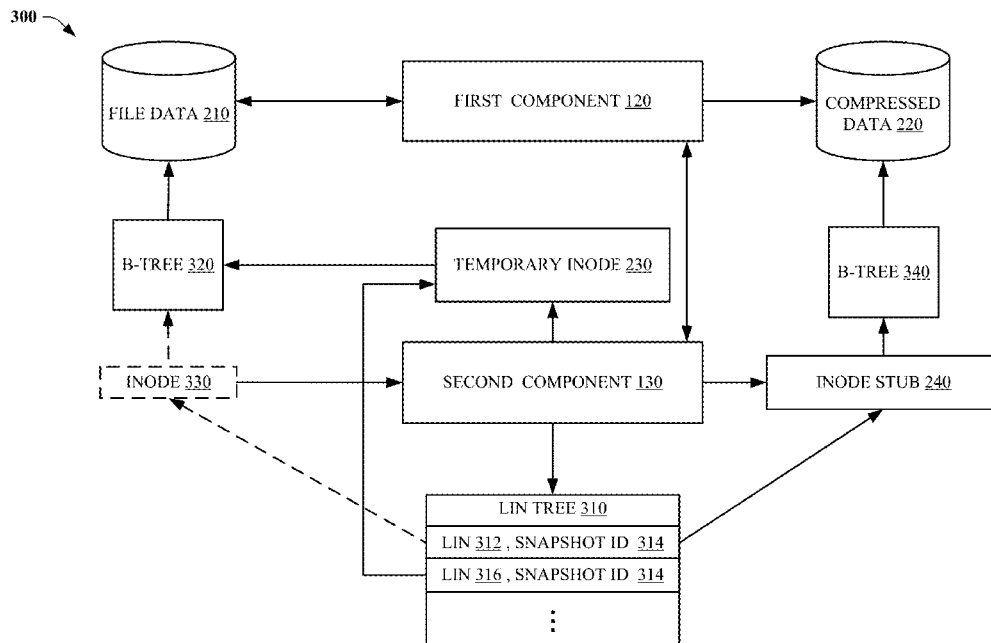 300
FILE DATA 210
FIRST COMPONENT 120
COMPRESSED
DATA 220
B-TREE 320
TEMPORARY INODE 230
B-TREE 340
INODE 330
SECOND COMPONENT 130
INODE STUB 240
LIN TREE 310
LIN 312 , SNAPSHOT ID 314
LIN 316 , SNAPSHOT ID 314
⋮